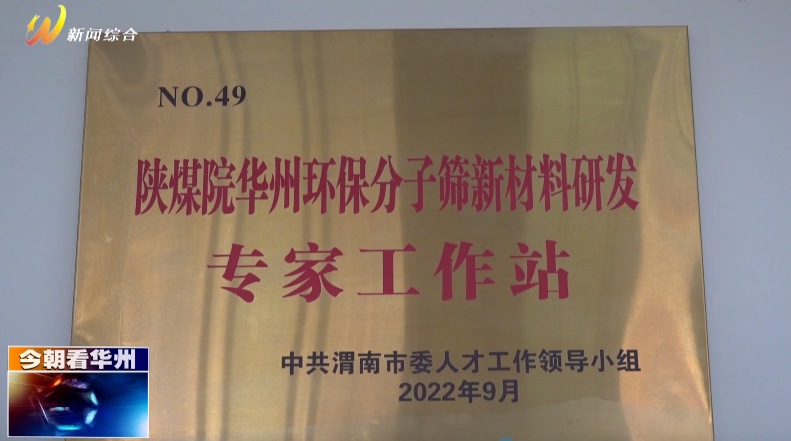 新闻综合
NO.49
陕煤院华州环保分子筛新材料研发
专家工作站
中共渭南市委人才工作领导小组
2022年9月
今朝看华州